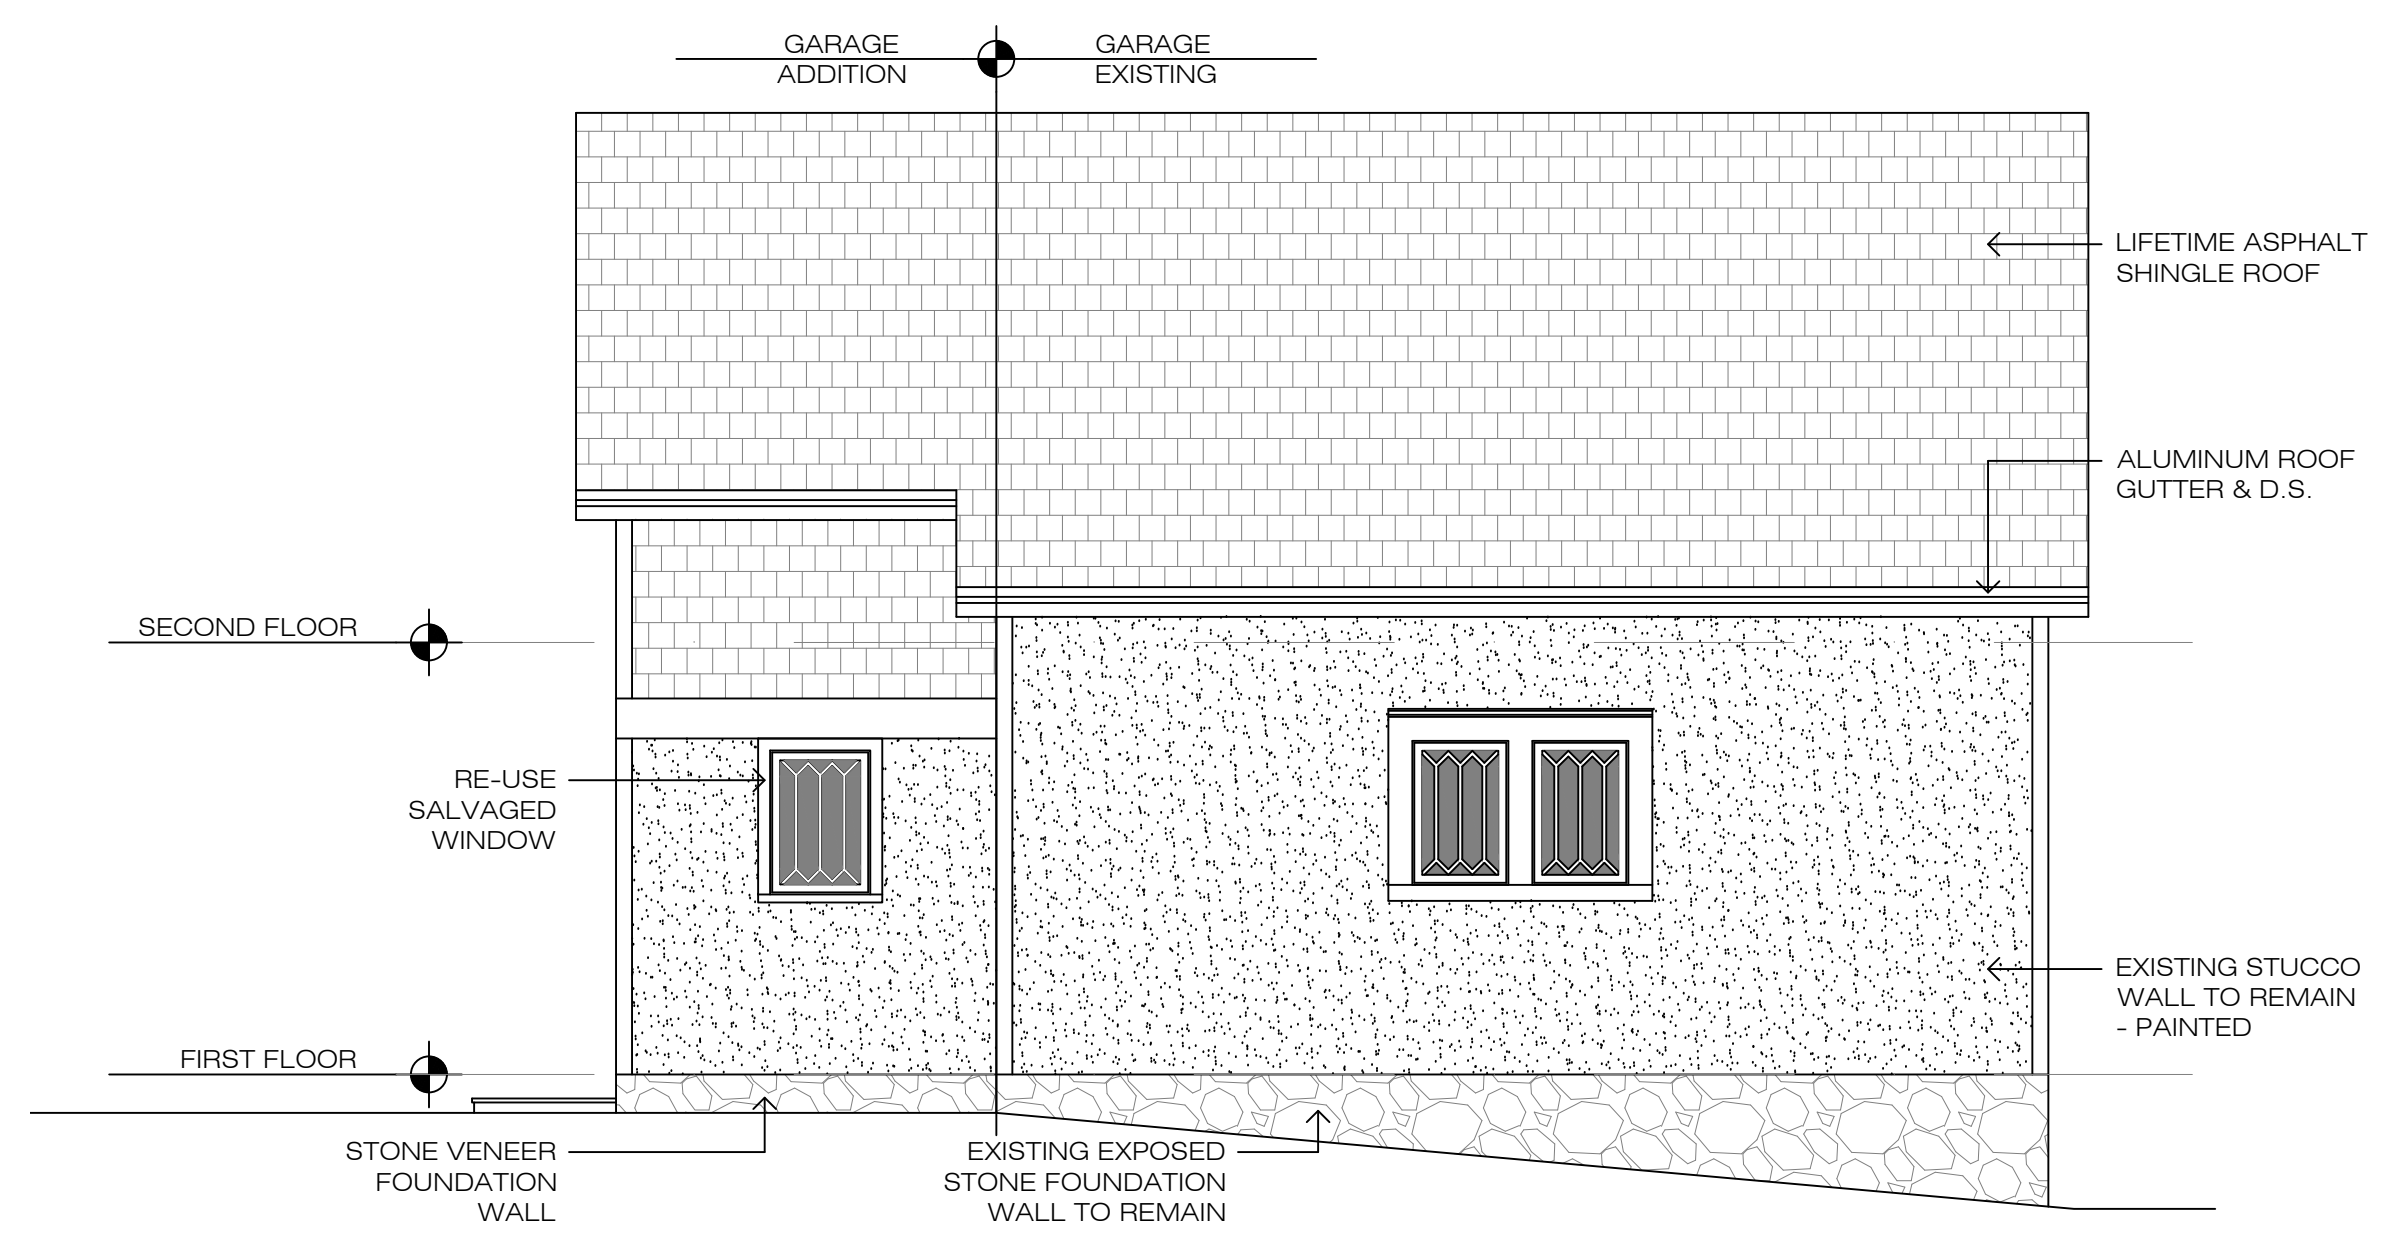 GARAGE
ADDITION
GARAGE
EXISTING
LIFETIME ASPHALT
SHINGLE ROOF
ALUMINUM ROOF
GUTTER & D.S.
SECOND FLOOR
RE-USE
SALVAGED
WINDOW
EXISTING STUCCO
WALL TO REMAIN
- PAINTED
FIRST FLOOR
STONE VENEER
FOUNDATION
WALL
EXISTING EXPOSED
STONE FOUNDATION
WALL TO REMAIN